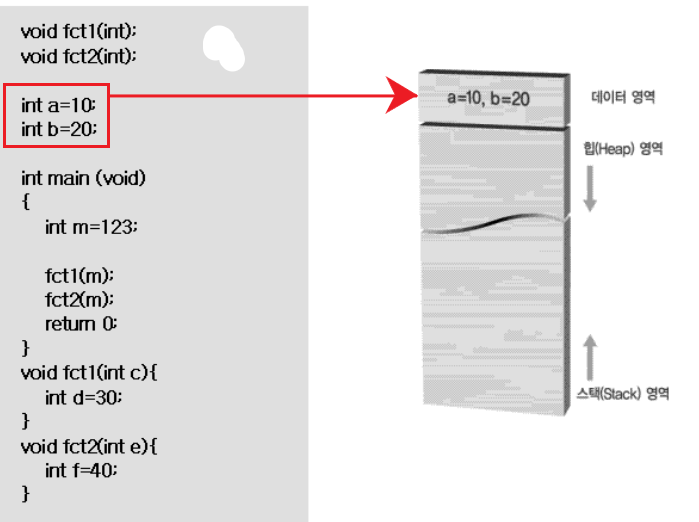 void fct1(int);
void fct2(int);
int a=10;
int b=20;
int main (void)
{
int m=123;
fct1(m);
fct2(m);
return 0;
}
void fct1(int c){
int d=30;
}
void fct2(int e){
int f=40;
}
a=10, b=20
데이터 영역
힙(Heap) 영역
스택(Stack) 영역